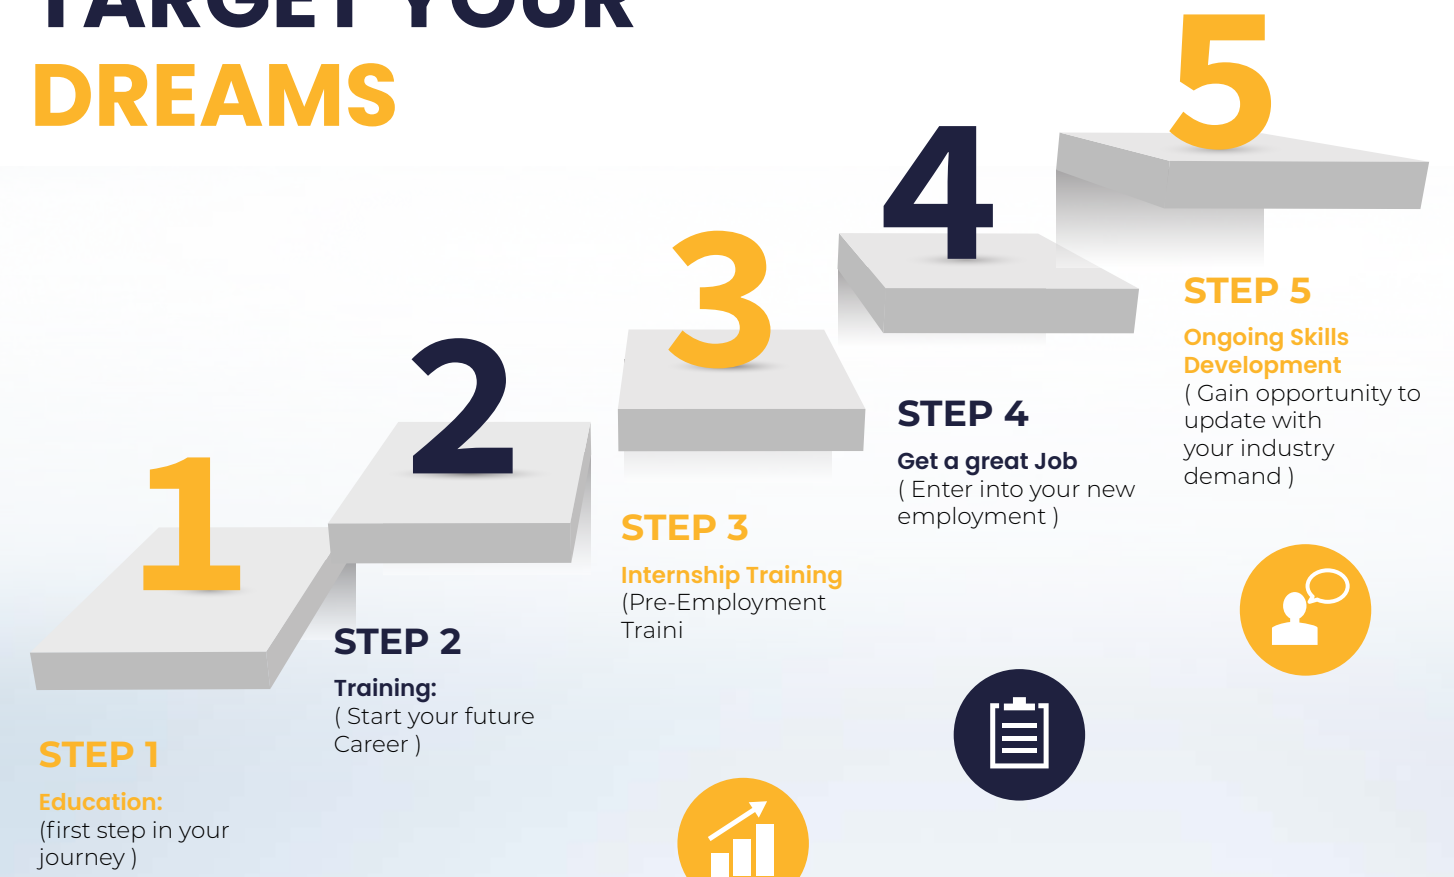 TARGET YOUR
DREAMS
1
STEP 1
Education:
(first step in your
journey )
2
STEP 2
Training:
( Start your future
Career )
3
STEP 3
Internship Training
(Pre-Employment
Traini
4
STEP 4
Get a great Job
( Enter into your new
employment )
5
STEP 5
Ongoing Skills
Development
( Gain opportunity to
update with
your industry
demand )